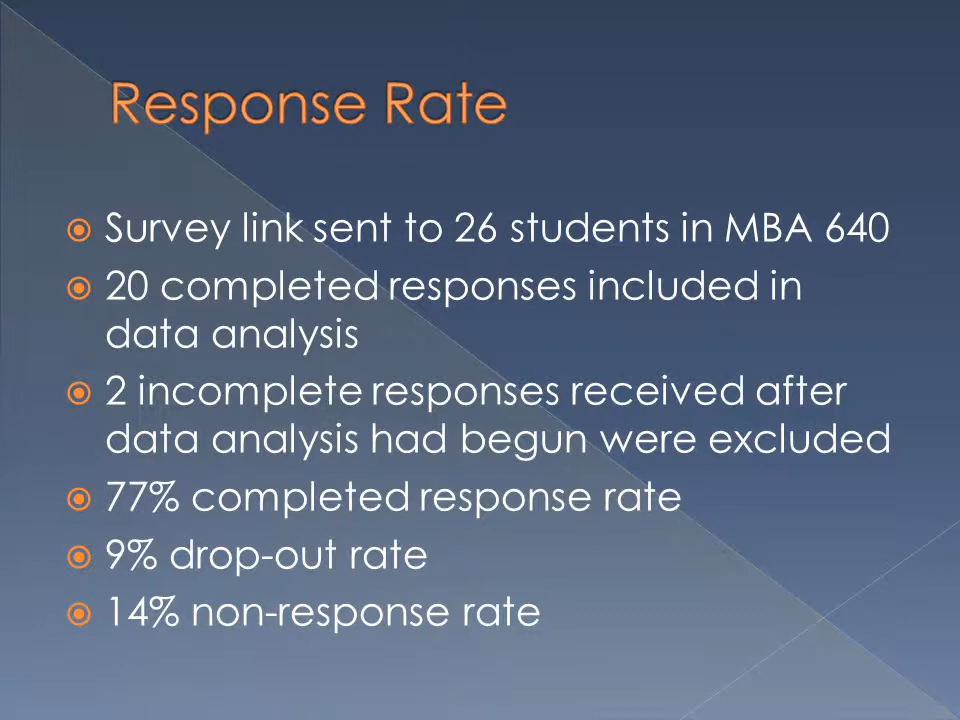 Response Rate
Survey link sent to 26 students in MBA 640
20 completed responses included in
data analysis
2 incomplete responses received after
data analysis had begun were excluded
77% completed response rate
9% drop-out rate
14% non-response rate